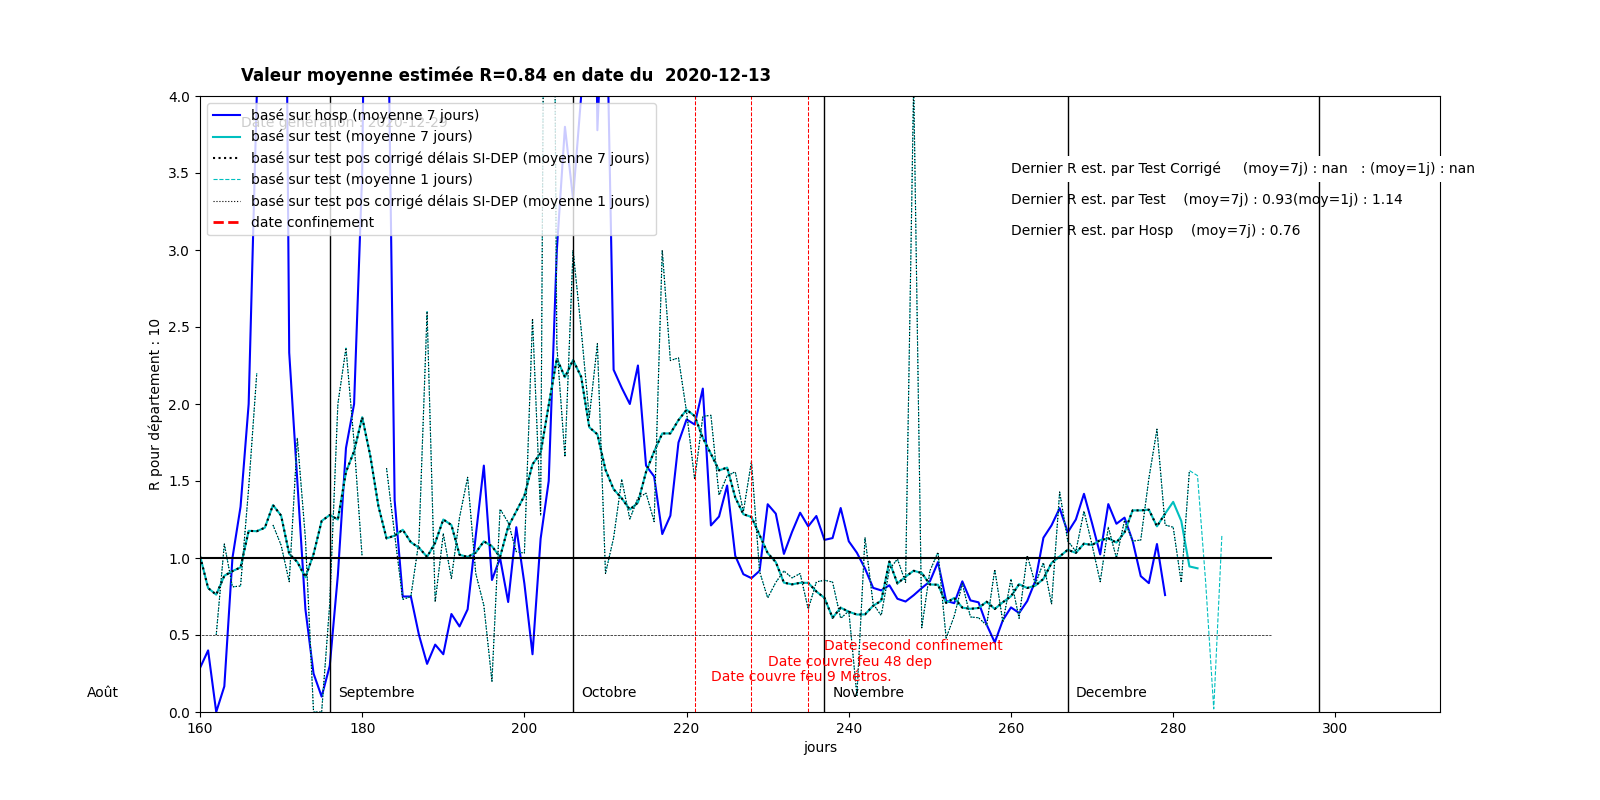 Valeur moyenne estimée R=0.84 en date du  2020-12-13
basé sur hosp (moyenne 7 jours)
basé sur test (moyenne 7 jours)
basé sur test pos corrigé délais SI-DEP (moyenne 7 jours)
basé sur test (moyenne 1 jours)
basé sur test pos corrigé délais SI-DEP (moyenne 1 jours)
date confinement
Dernier R est. par Test Corrigé     (moy=7j) : nan   : (moy=1j) : nan
Dernier R est. par Test    (moy=7j) : 0.93(moy=1j) : 1.14
Dernier R est. par Hosp    (moy=7j) : 0.76
R pour département : 10
4.0
3.5
3.0
2.5
2.0
1.5
1.0
0.5
0.0
Date second confinement
Date couvre feu 48 dep
Date couvre feu 9 Métros.
Août
Septembre
Octobre
Novembre
Decembre
160
180
200
220
240
260
280
300
jours